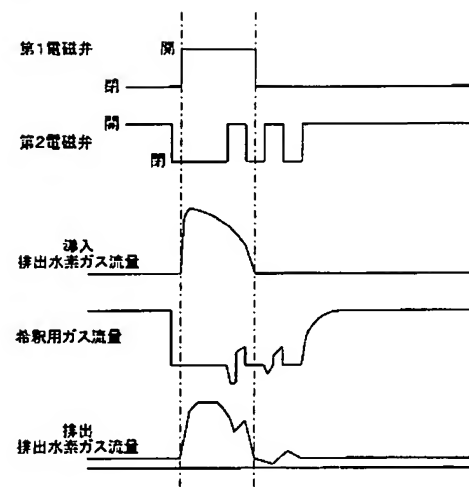 第1電磁弁
開
閉
開
第2電磁弁
閉
導入
排出水素ガス流量
希釈用ガス流量
排出
排出水素ガス流量